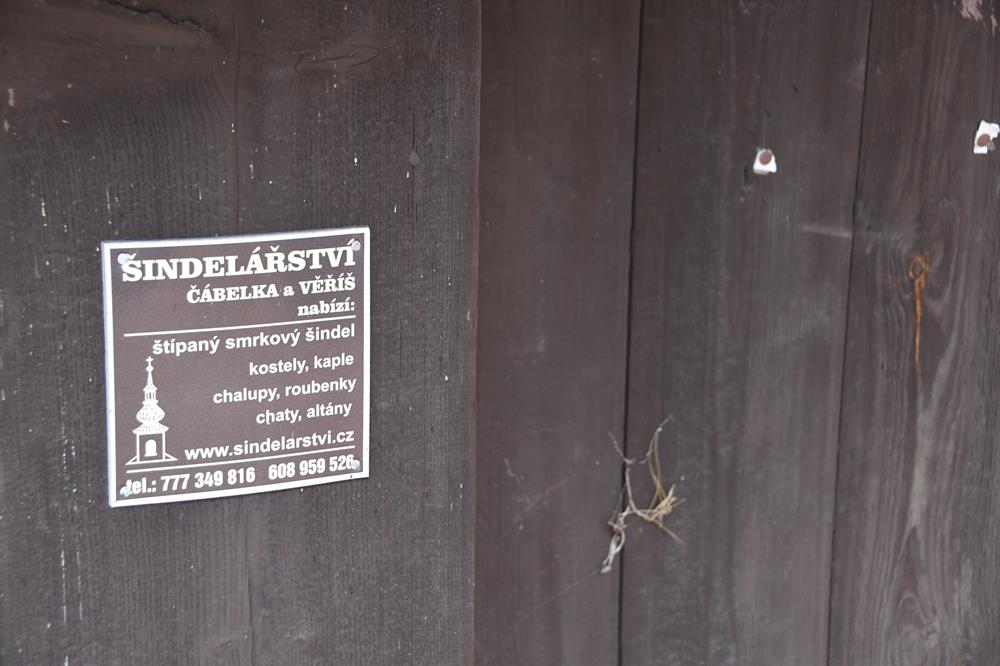 ŠINDELÁŘSTVÍ
ČÁBELKA a VĚŘÍŠ
nabízí:
štípaný smrkový šindel
kostely, kaple
chalupy, roubenky
chaty, altány
www.sindelarstvi.cz
tel.: 777 349 816 608 959 526